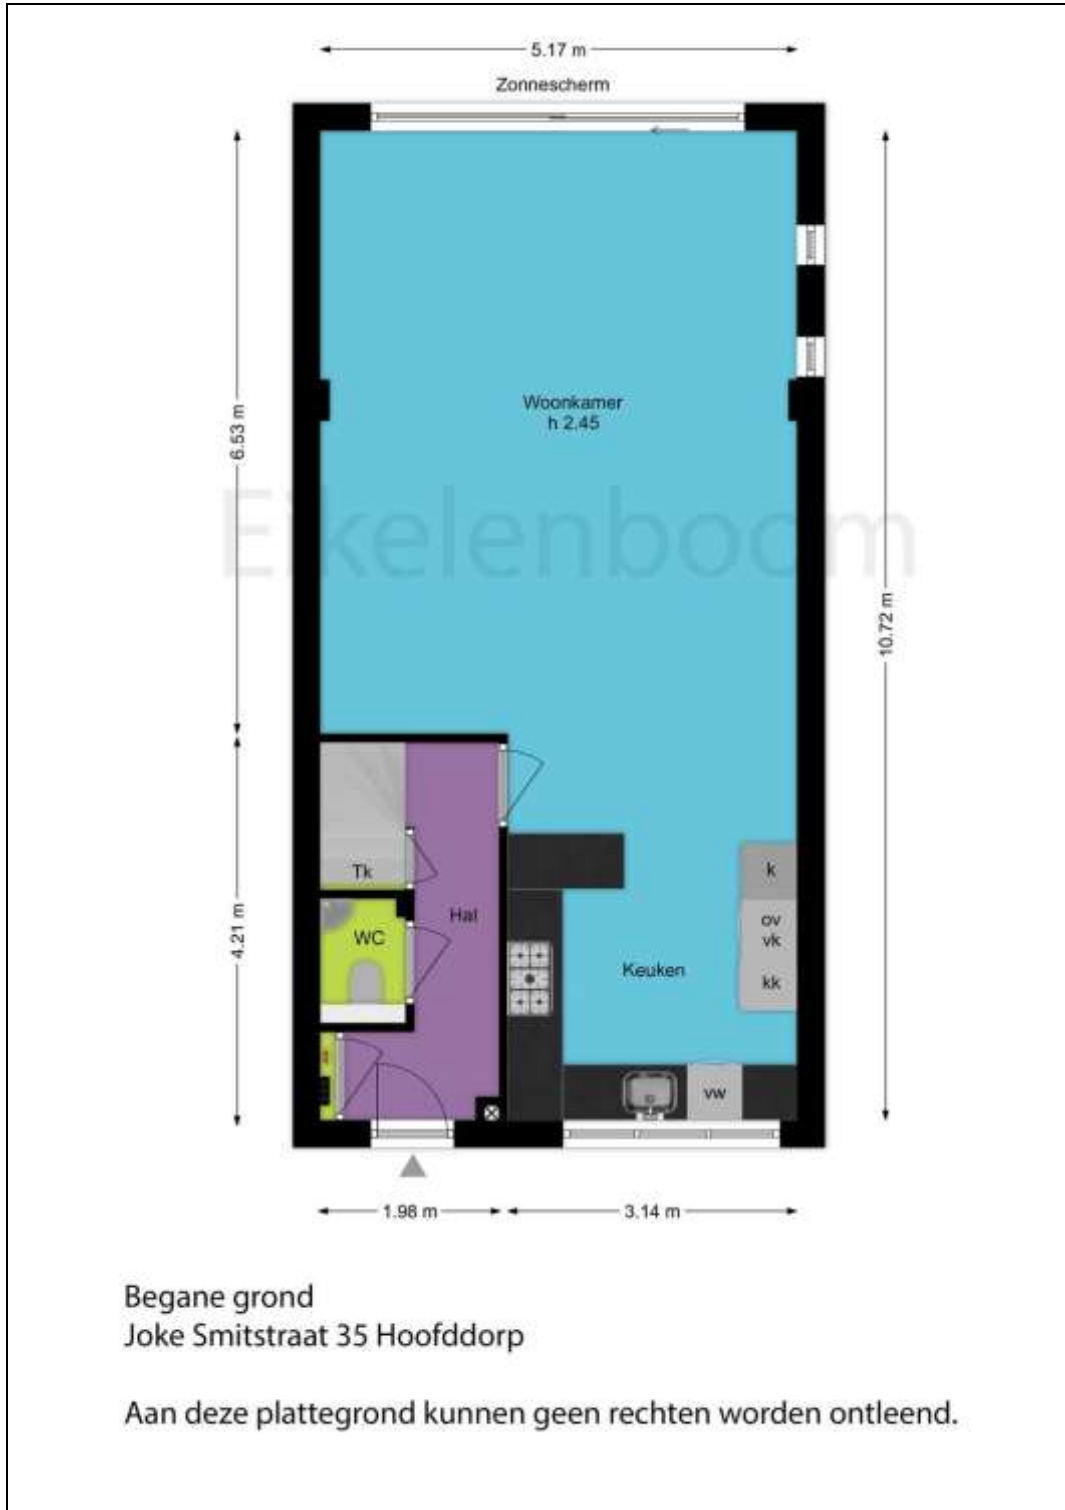 5.17 m
Zonnescherm
6.53 m
Woonkamer
h 2.45
Eikelenboom
10.72 m
4.21 m
Tk
WC
Hal
k
ov
vk
kk
Keuken
vw
1.98 m
3.14 m
Begane grond
Joke Smitstraat 35 Hoofddorp
Aan deze plattegrond kunnen geen rechten worden ontleend.